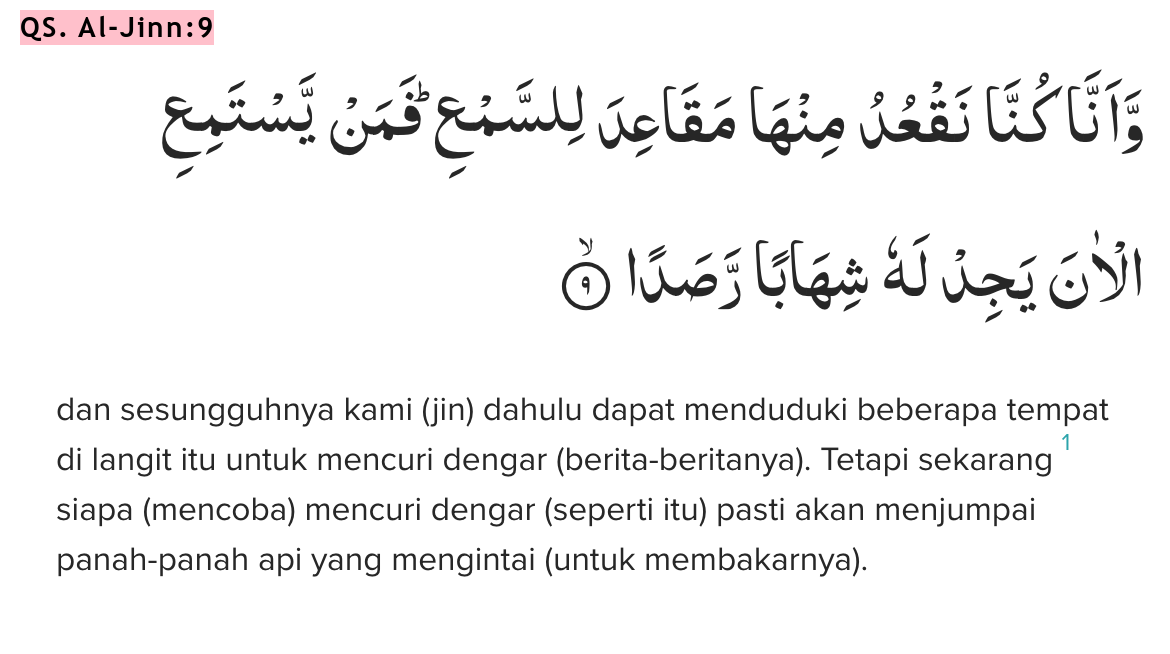 QS. Al-Jinn:9
وَّاَنَّا كُنَّا نَقْعُدُ مِنْهَا مَقَاعِدَ لِلسَّمْعِۗ فَمَنْ يَّسْتَمِعِ
الْاٰنَ يَجِدْ لَهٗ شِهَابًا رَّصَدًاۙ ٩
dan sesungguhnya kami (jin) dahulu dapat menduduki beberapa tempat
di langit itu untuk mencuri dengar (berita-beritanya). Tetapi sekarang 1
siapa (mencoba) mencuri dengar (seperti itu) pasti akan menjumpai
panah-panah api yang mengintai (untuk membakarnya).